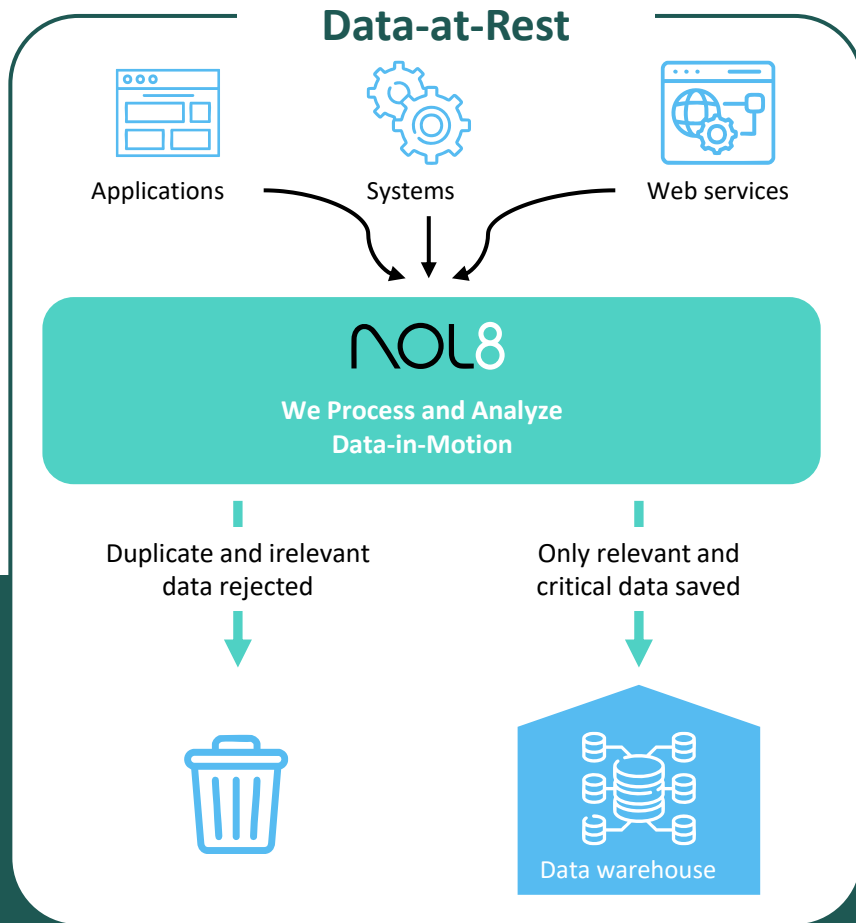 Data-at-Rest
Applications
Systems
Web services
NOL8
We Process and Analyze
Data-in-Motion
Duplicate and irelevant
data rejected
Only relevant and
critical data saved
Data warehouse